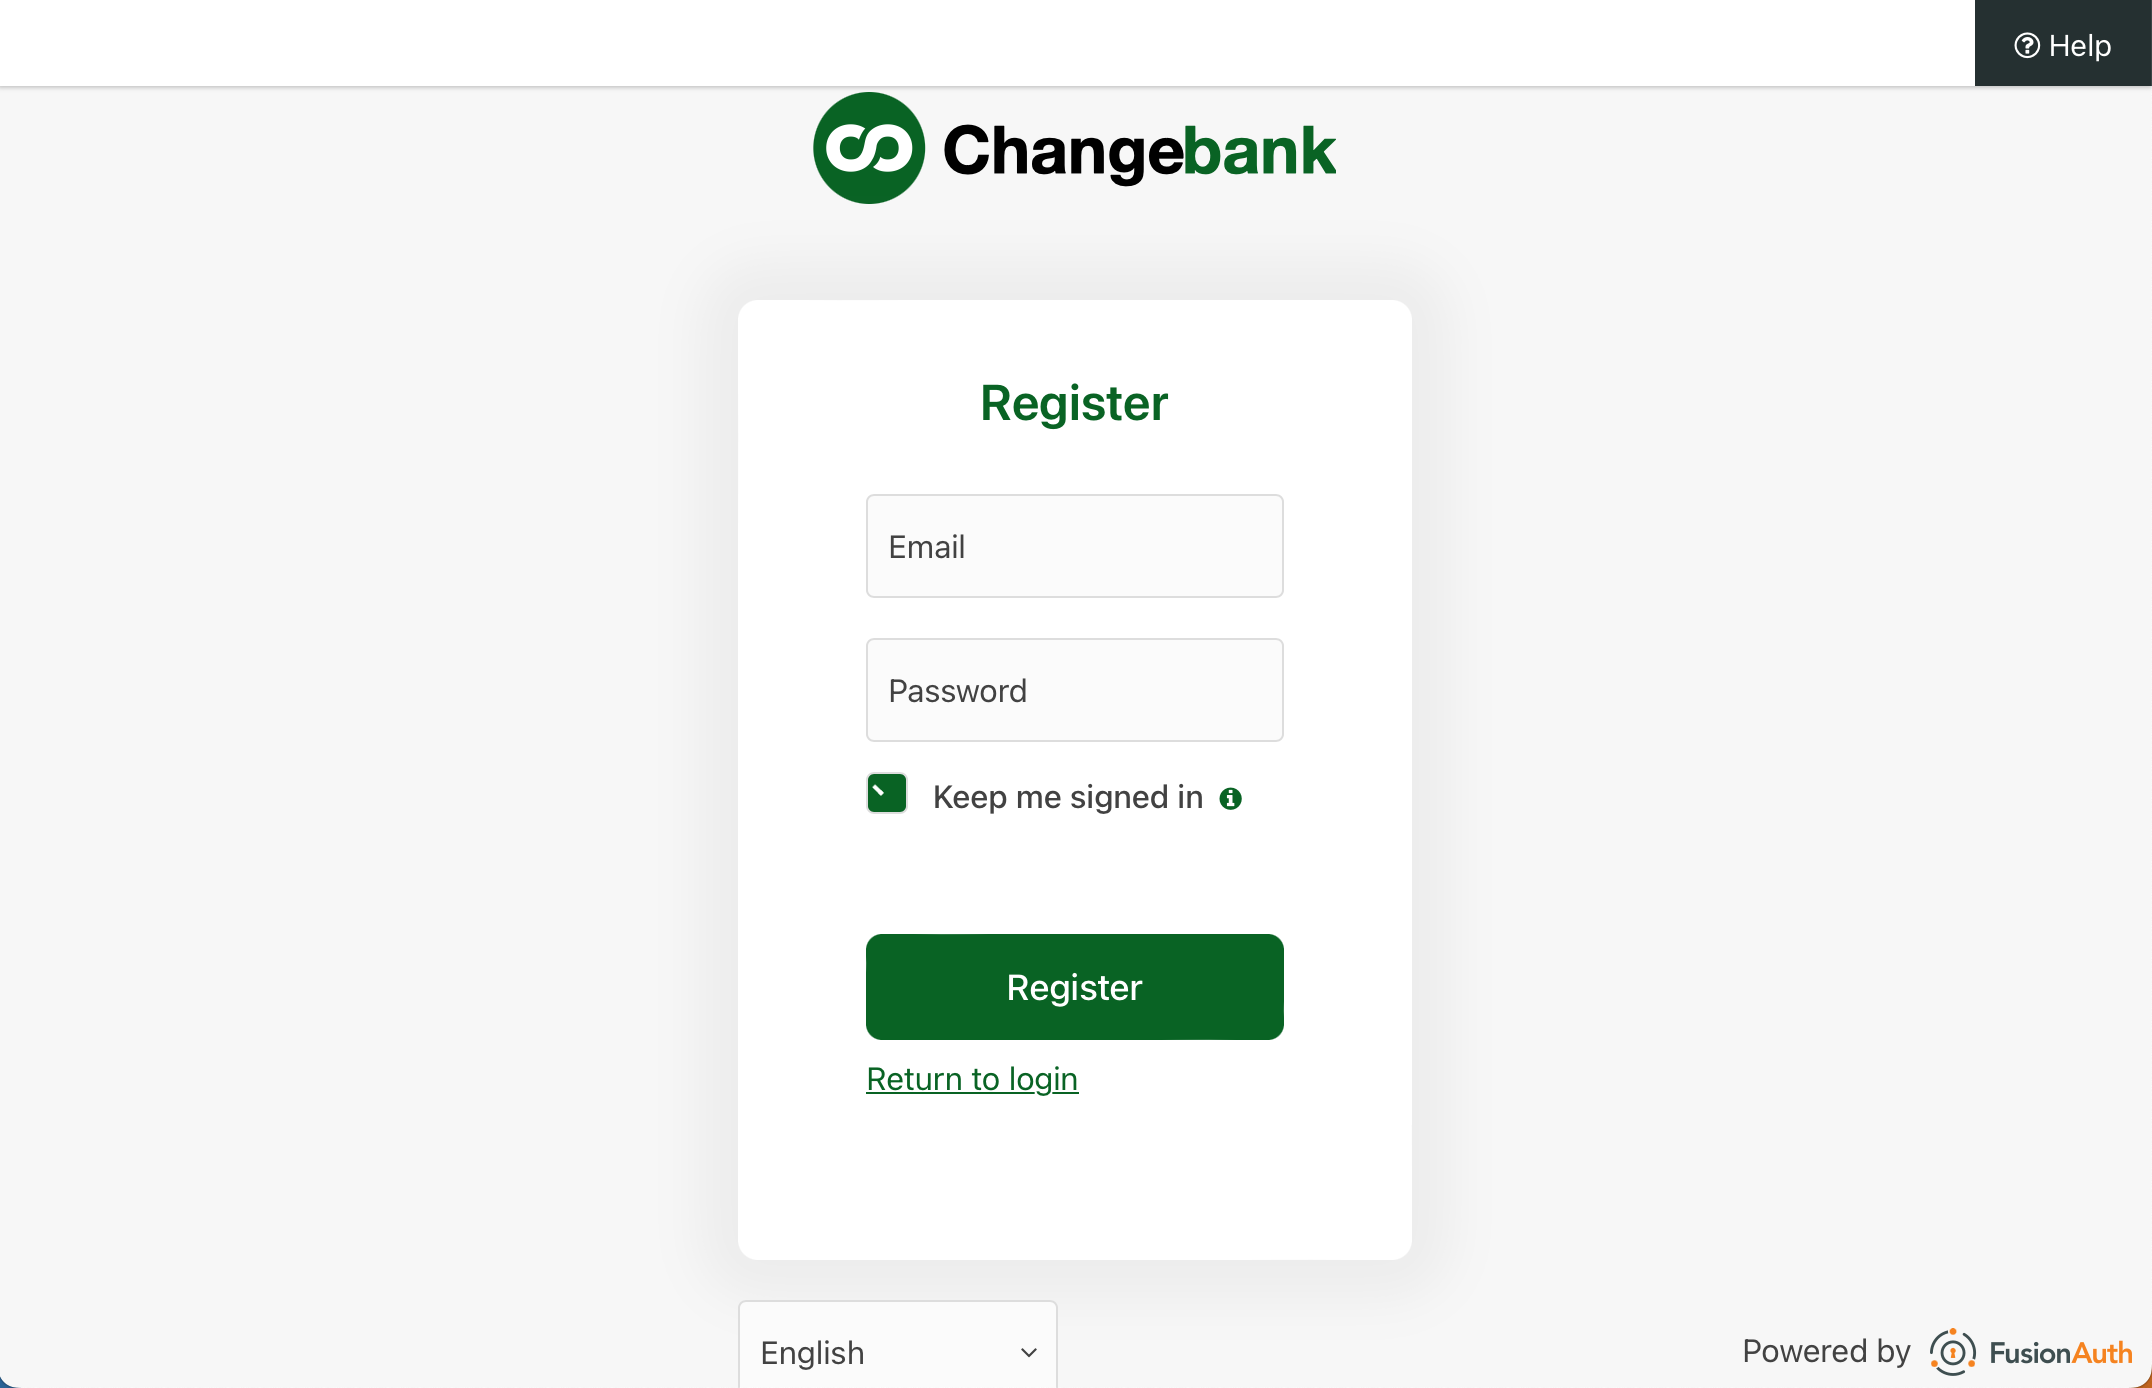 Help
Changebank
Register
Email
Password
Keep me signed in
Register
Return to login
English
Powered by FusionAuth